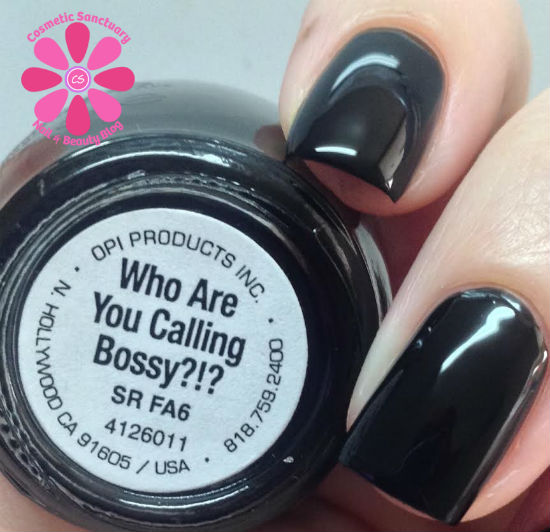 Cosmetic Sanctuary
CS
Nail & Beauty Blog
OPI PRODUCTS INC. •
Who Are
You Calling
Bossy?!?
SR FA6
4126011
N. HOLLYWOOD CA 91605 / USA • 818.759.2400